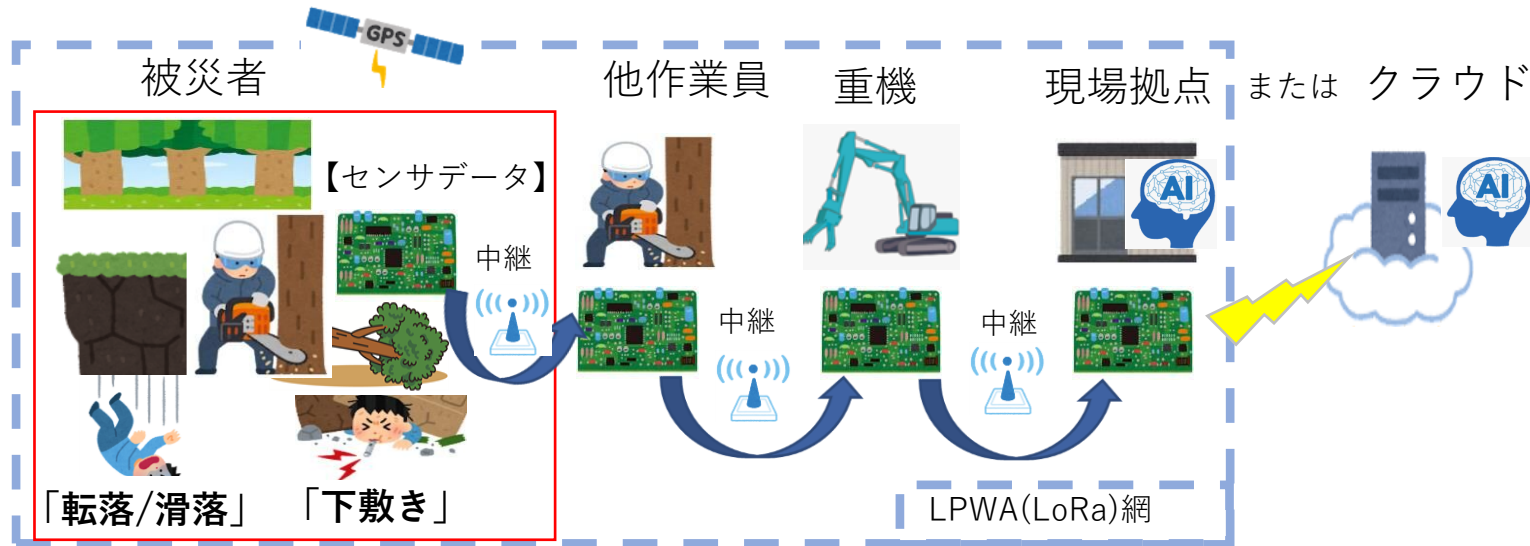 GPS
被災者
他作業員
重機
現場拠点
または
クラウド
【センサデータ】
AI
AI
中継
中継
中継
「転落/滑落」
「下敷き」
LPWA(LoRa)網